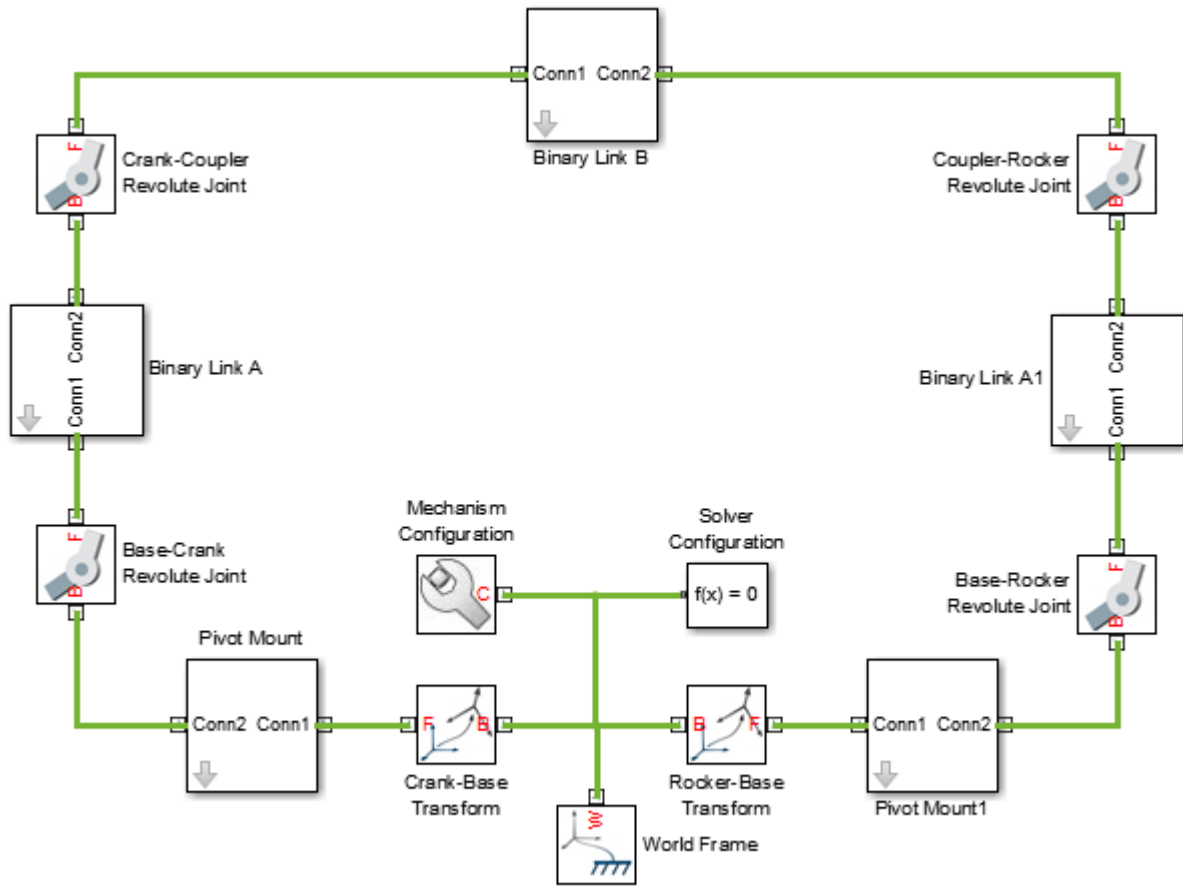 Conn1 Conn2
Binary Link B
F
Crank-Coupler
Revolute Joint
B
F
Coupler-Rocker
Revolute Joint
B
Conn2
Conn1
Binary Link A
Conn2
Conn1
Binary Link A1
F
Base-Crank
Revolute Joint
B
Mechanism
Configuration
C
Solver
Configuration
f(x) = 0
F
Base-Rocker
Revolute Joint
B
Pivot Mount
Conn2 Conn1
F B
Crank-Base
Transform
B F
Rocker-Base
Transform
Conn1 Conn2
Pivot Mount1
W
World Frame